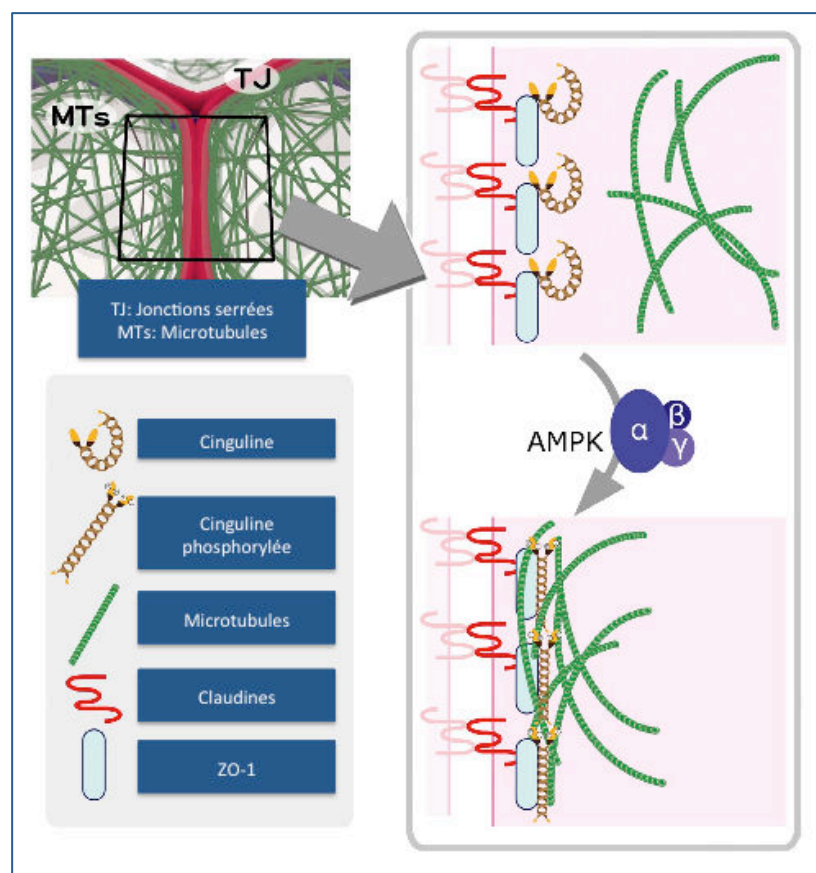 TJ
MTs
TJ: Jonctions serrées
MTs: Microtubules
Cinguline
Cinguline
phosphorylée
Microtubules
Claudines
ZO-1
AMPK
α
β
γ